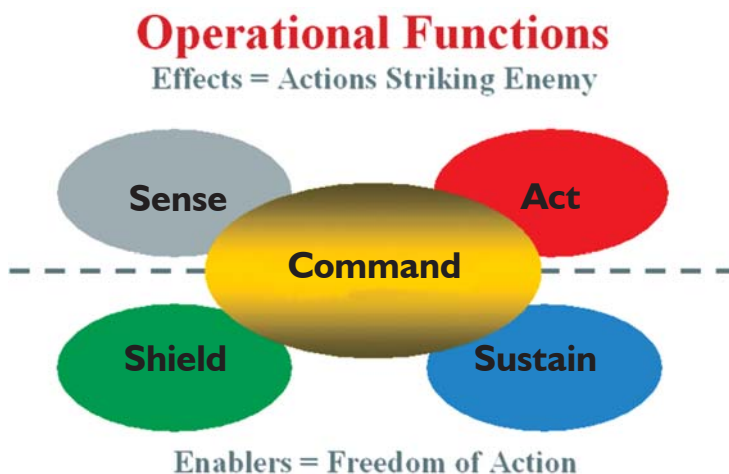 Operational Functions
Effects = Actions Striking Enemy
Sense
Act
Command
Shield
Sustain
Enablers = Freedom of Action